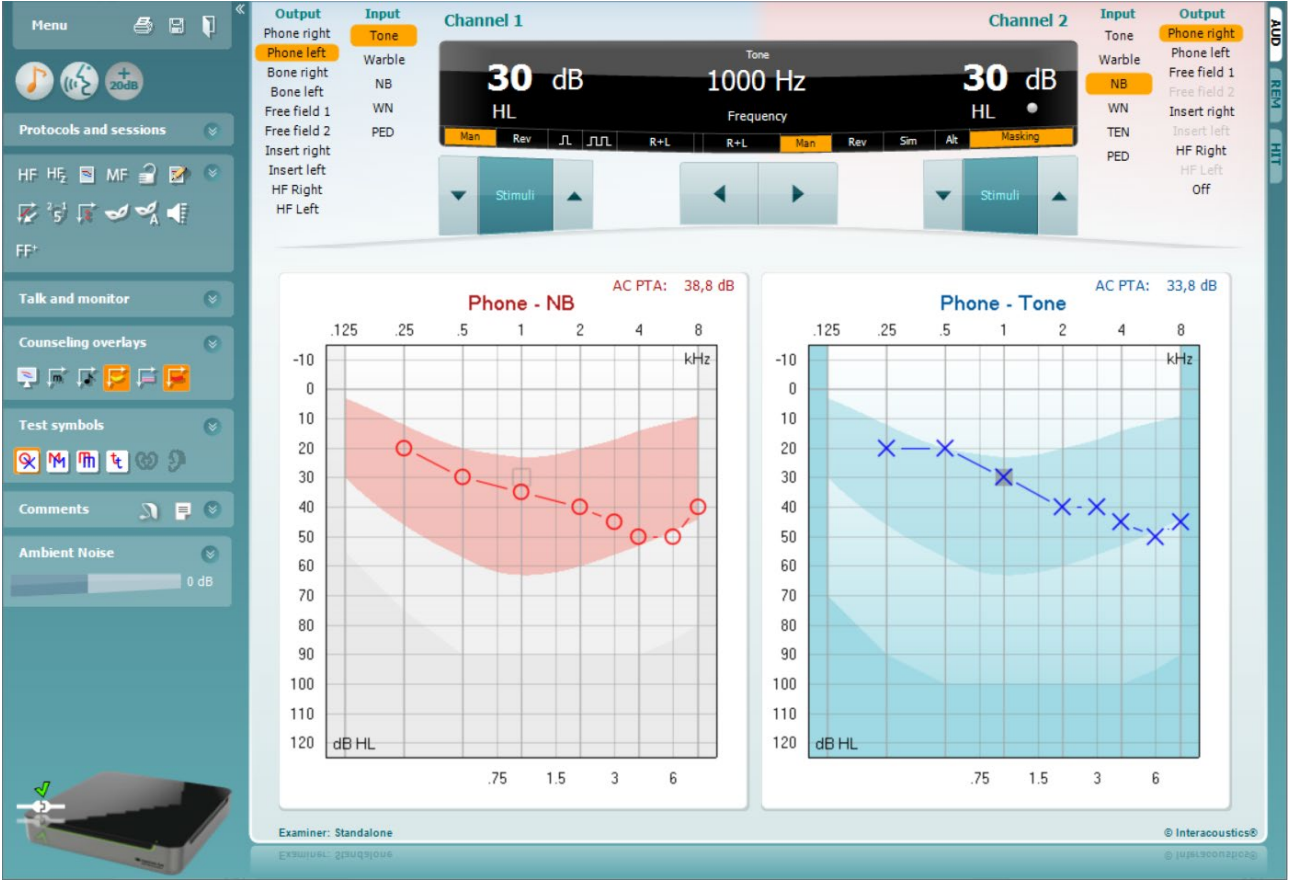 Menu
+
20dB
Protocols and sessions
HF HFz MF
2 5 1
A
FF+
Talk and monitor
Counseling overlays
m
Test symbols
M M
m m
t t
Comments
Ambient Noise
0 dB
Output
Phone right
Phone left
Bone right
Bone left
Free field 1
Free field 2
Insert right
Insert left
HF Right
HF Left
Input
Tone
Warble
NB
WN
PED
Channel 1
Channel 2
Tone
30 dB
HL
1000 Hz
Frequency
30 dB
HL
Man Rev R+L R+L Man Rev Sim Alt Masking
Stimuli
Stimuli
Input
Tone
Warble
NB
WN
TEN
PED
Output
Phone right
Phone left
Free field 1
Free field 2
Insert right
Insert left
HF Right
HF Left
Off
AUD
REM
HIT
AC PTA: 38,8 dB
Phone - NB
.125 .25 .5 1 2 4 8
kHz
-10
0
10
20
30
40
50
60
70
80
90
100
110
120
dB HL
.75 1.5 3 6
AC PTA: 33,8 dB
Phone - Tone
.125 .25 .5 1 2 4 8
kHz
-10
0
10
20
30
40
50
60
70
80
90
100
110
120
dB HL
.75 1.5 3 6
Examiner: Standalone
© Interacoustics®